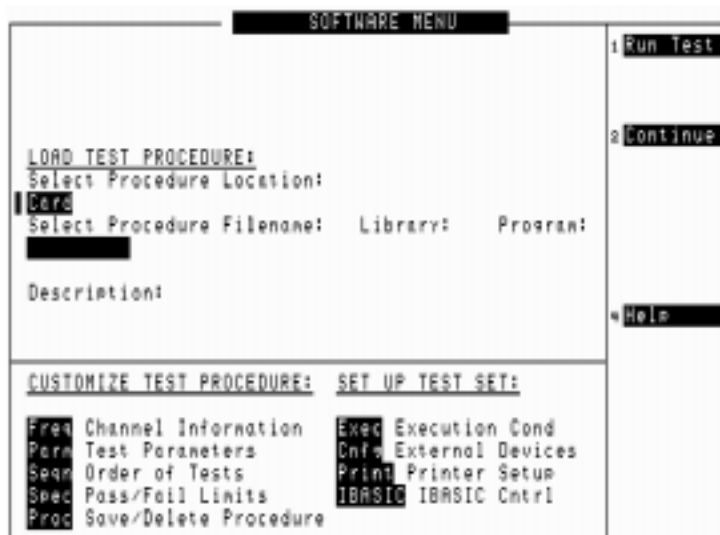 SOFTWARE MENU
1 Run Test
2 Continue
LOAD TEST PROCEDURE:
Select Procedure Location:
Card
Select Procedure Filename: Library: Program:
Description:
Help
CUSTOMIZE TEST PROCEDURE: SET UP TEST SET:
Freq Channel Information Exec Execution Cond
Parm Test Parameters Cnfg External Devices
Seqn Order of Tests Print Printer Setup
Spec Pass/Fail Limits IBASIC IBASIC Cntrl
Proc Save/Delete Procedure